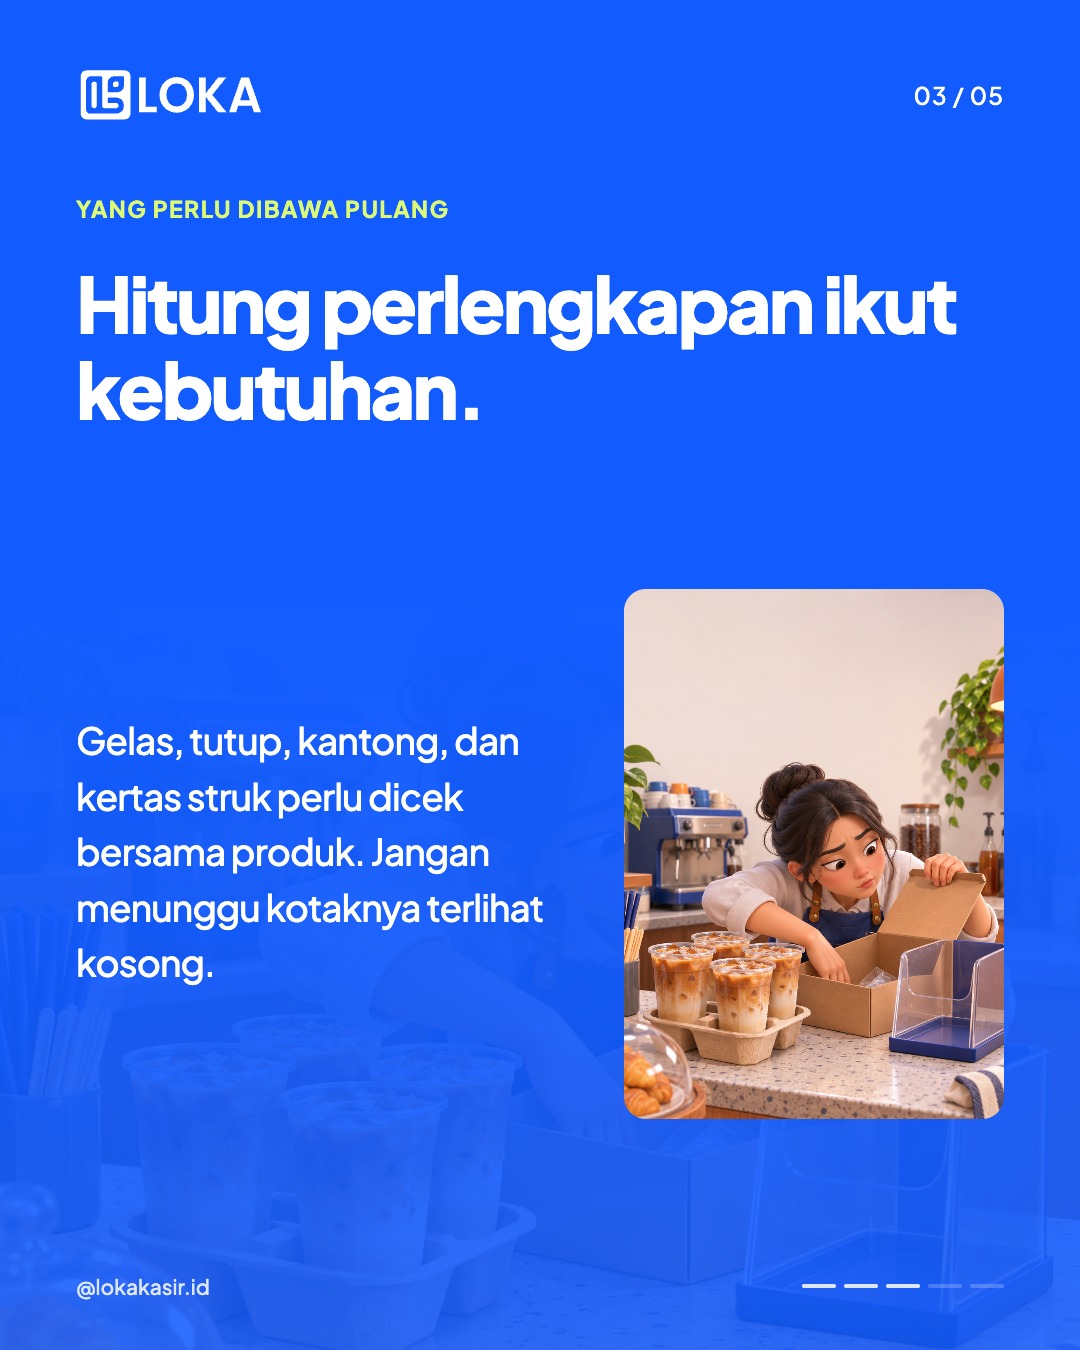 LOKA
03 / 05
YANG PERLU DIBAWA PULANG
Hitung perlengkapan ikut
kebutuhan.
Gelas, tutup, kantong, dan
kertas struk perlu dicek
bersama produk. Jangan
menunggu kotaknya terlihat
kosong.
@lokakasir.id